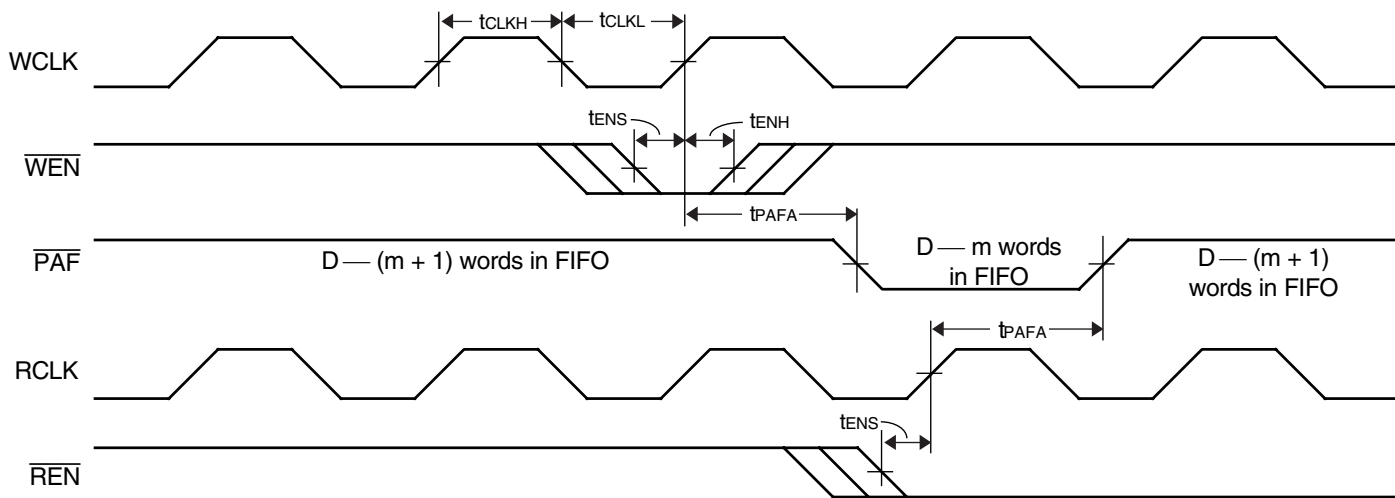 tCLKH
tCLKL
WCLK
tENS
tENH
WEN
tPAFA
PAF
D — (m + 1) words in FIFO
D — m words
in FIFO
D — (m + 1)
words in FIFO
tPAFA
RCLK
tENS
REN